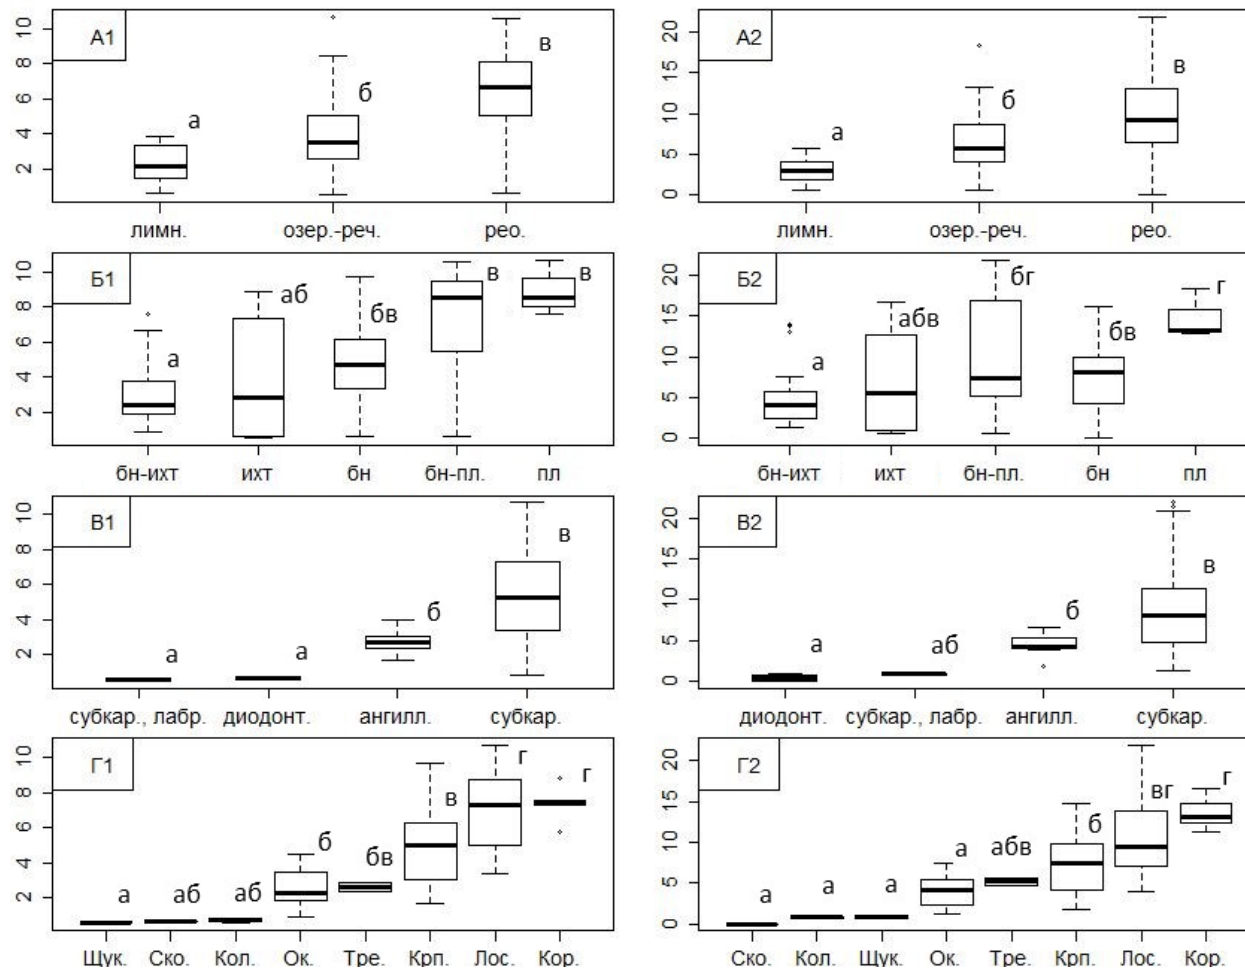 А1
10
8
6
4
2
а
б
в
лимн.
озер.-реч.
рео.
А2
20
15
10
5
0
а
б
в
лимн.
озер.-реч.
рео.
Б1
10
8
6
4
2
а
аб
бв
в
в
бн-ихт
ихт
бн
бн-пл.
пл
Б2
20
15
10
5
0
а
абв
бг
бв
г
бн-ихт
ихт
бн-пл.
бн
пл
В1
10
8
6
4
2
а
а
б
в
субкар., лабр.
диодонт.
ангилл.
субкар.
В2
20
15
10
5
0
а
аб
б
в
диодонт.
субкар., лабр.
ангилл.
субкар.
Г1
10
8
6
4
2
а
аб
аб
б
бв
в
г
г
Щук.
Ско.
Кол.
Ок.
Тре.
Крп.
Лос.
Кор.
Г2
20
15
10
5
0
а
а
а
а
абв
б
вг
г
Ско.
Кол.
Щук.
Ок.
Тре.
Крп.
Лос.
Кор.